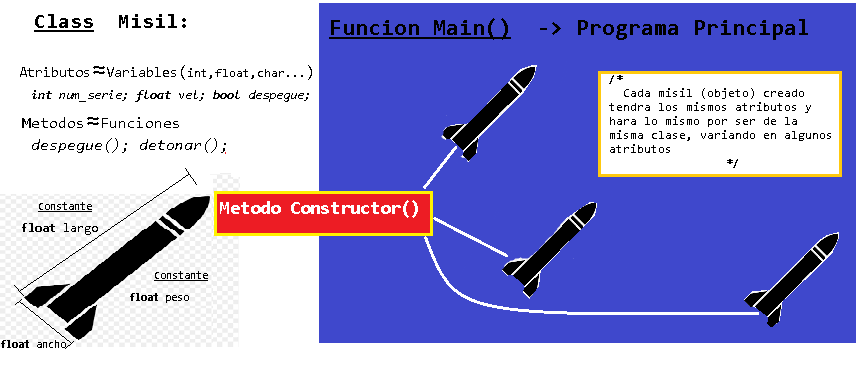 Class Misil:
Atributos≈Variables(int,float,char...)
int num_serie; float vel; bool despegue;
Metodos≈Funciones
despegue(); detonar();
Constante
float largo
Constante
float peso
float ancho
Metodo Constructor()
Funcion Main() -> Programa Principal
/*
Cada misil (objeto) creado
tendra los mismos atributos y
hara lo mismo por ser de la
misma clase, variando en algunos
atributos
*/